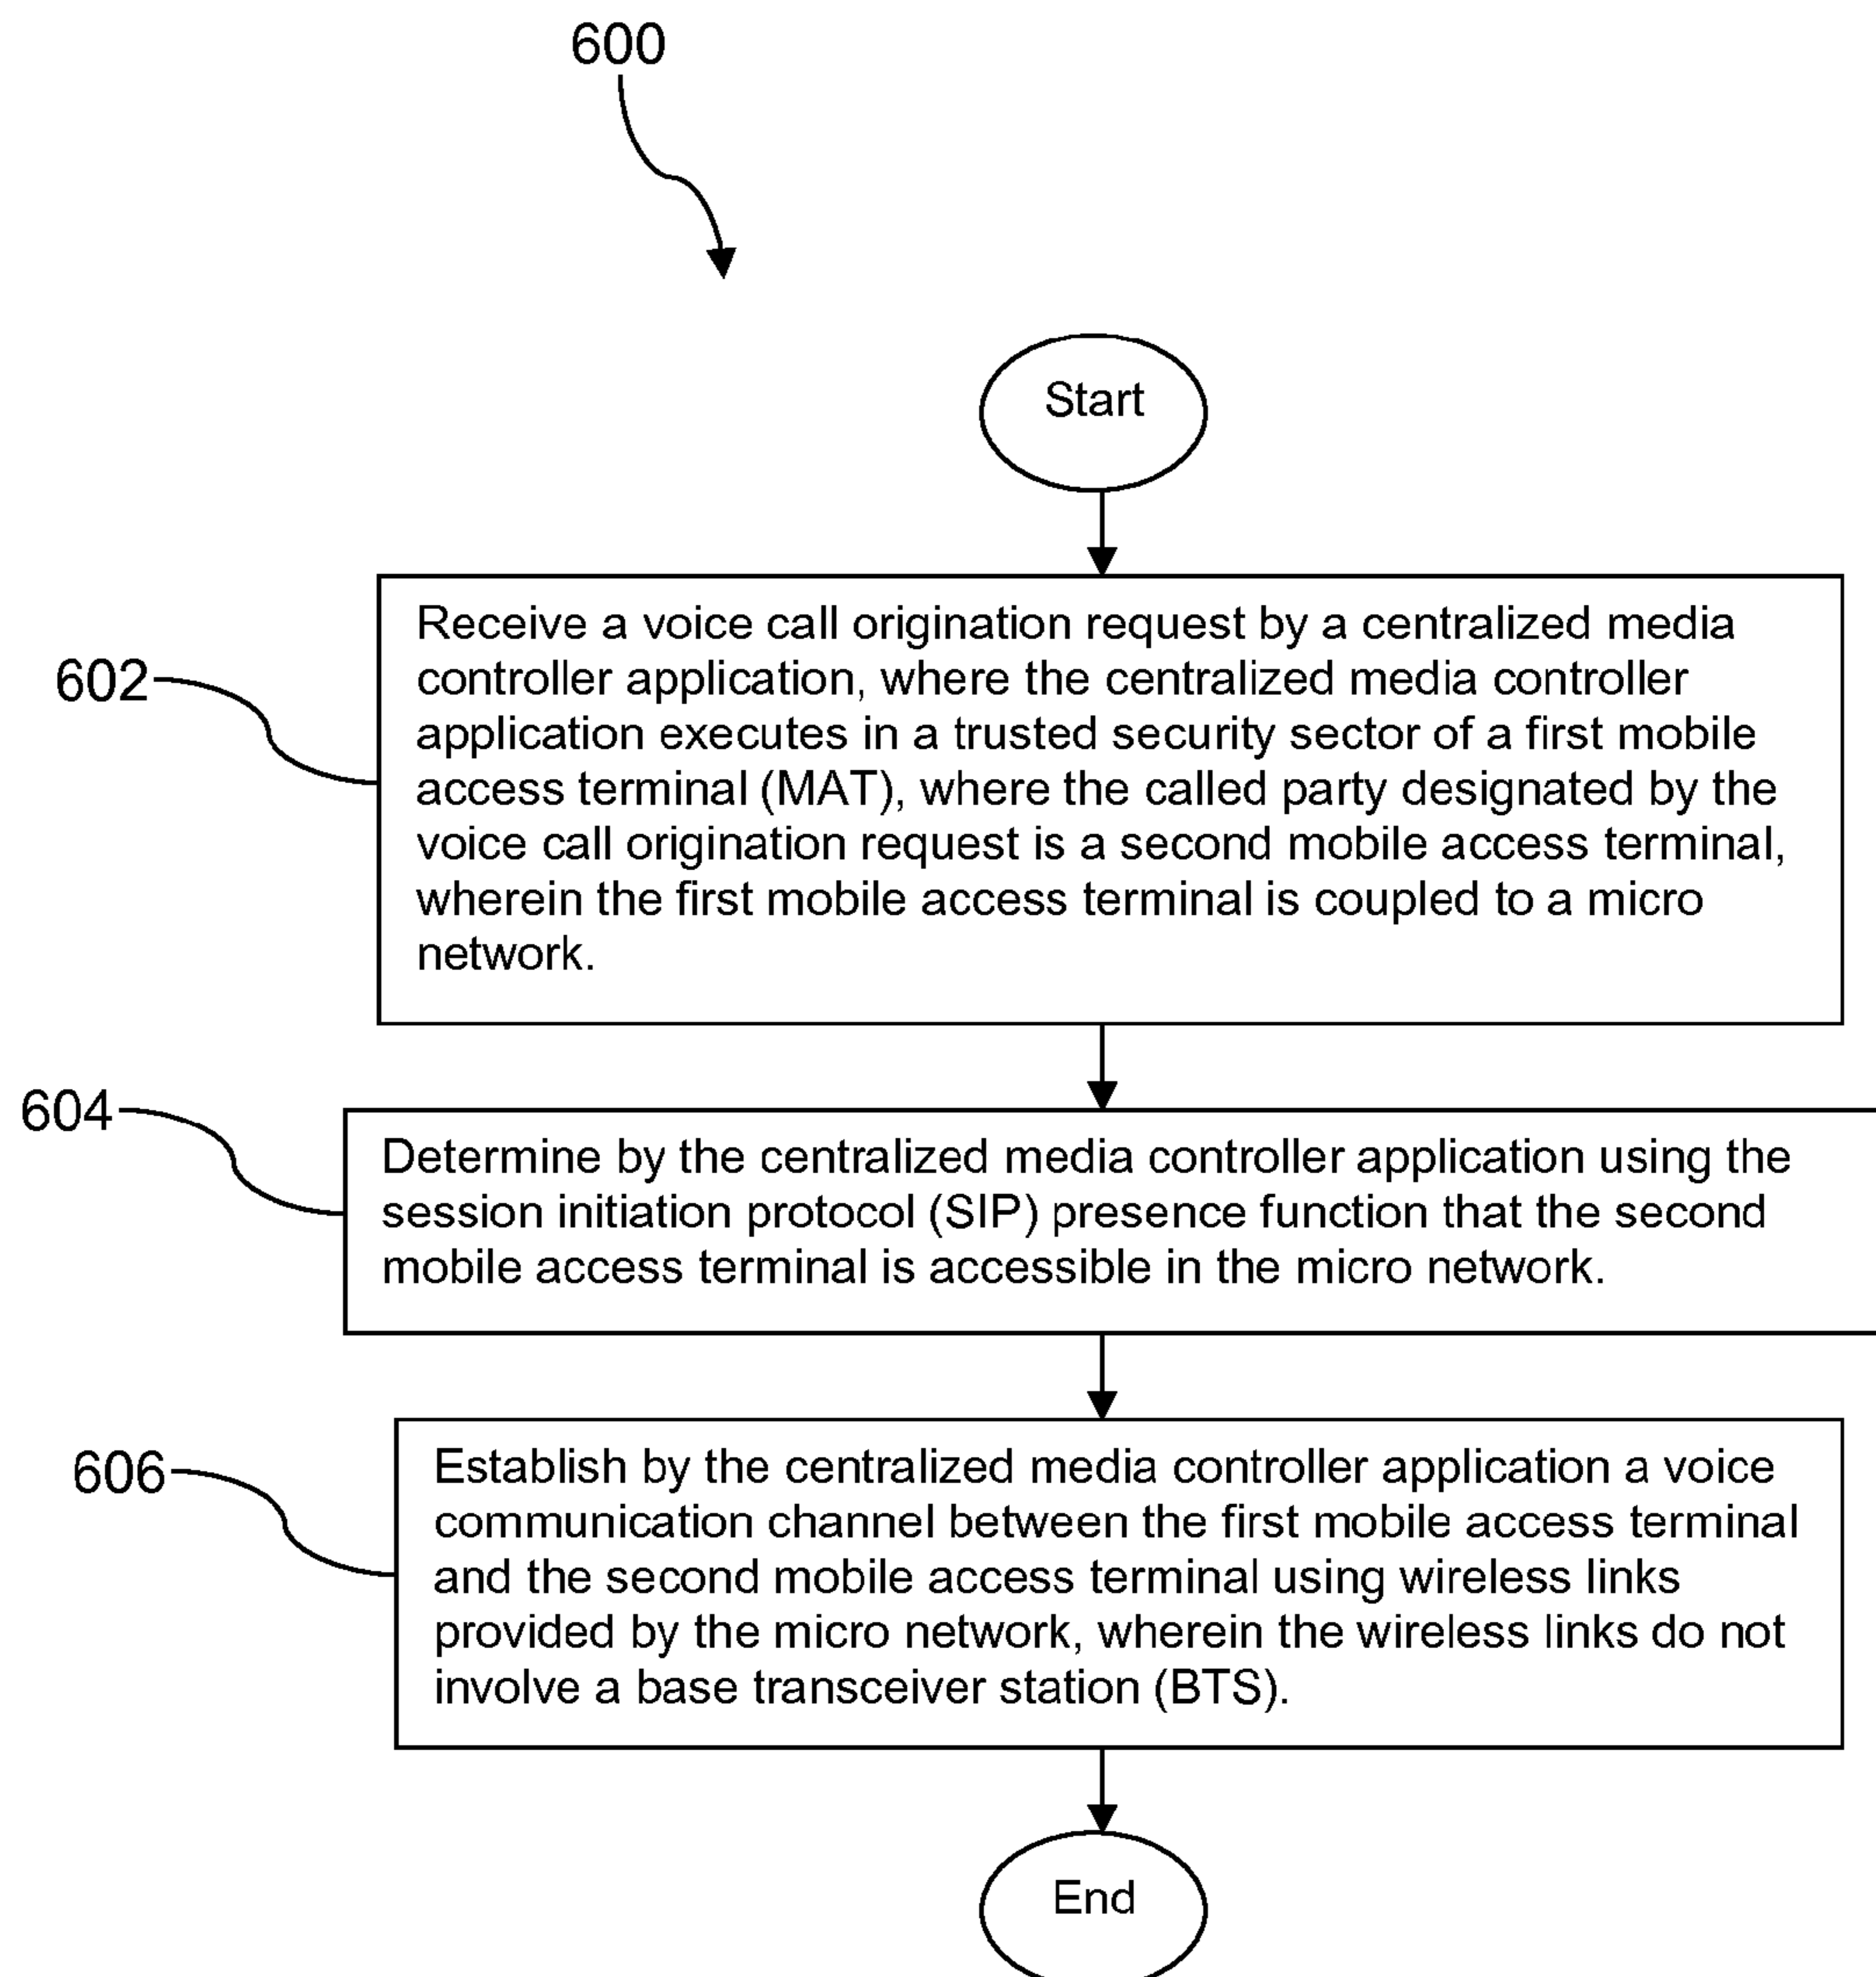 600
Start
602
Receive a voice call origination request by a centralized media
controller application, where the centralized media controller
application executes in a trusted security sector of a first mobile
access terminal (MAT), where the called party designated by the
voice call origination request is a second mobile access terminal,
wherein the first mobile access terminal is coupled to a micro
network.
604
Determine by the centralized media controller application using the
session initiation protocol (SIP) presence function that the second
mobile access terminal is accessible in the micro network.
606
Establish by the centralized media controller application a voice
communication channel between the first mobile access terminal
and the second mobile access terminal using wireless links
provided by the micro network, wherein the wireless links do not
involve a base transceiver station (BTS).
End